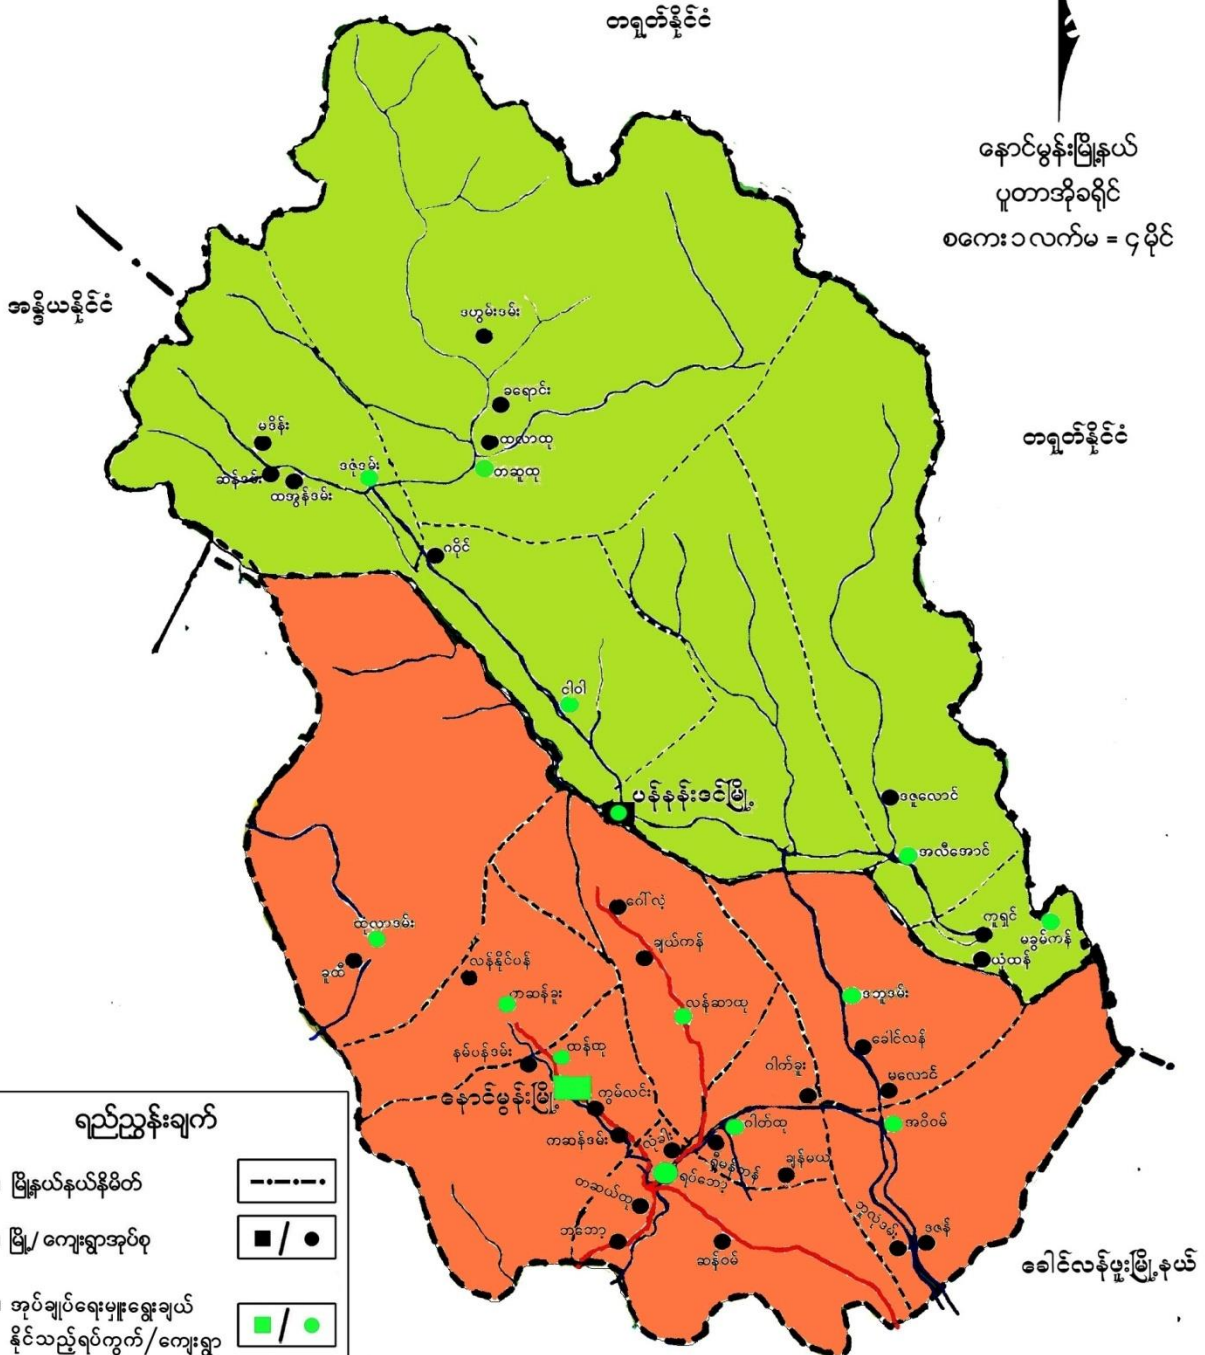 တရုတ်နိုင်ငံ
နောင်မွန်းမြို့နယ်
ပူတာအိုခရိုင်
စကေး ၁ လက်မ = ၄ မိုင်
အိန္ဒိယနိုင်ငံ
တရုတ်နိုင်ငံ
ဒဟွမ်းဒမ်း
ခရောင်း
ထလာထု
တဆူထု
မဒိန်း
ဆန်ဒမ်း
ထအွန်ဒမ်း
ဒဇုံဒမ်း
ဂဝိုင်
ငါဝါ
ပန်နန်းဒင်မြို့
ဒဇူလောင်
အလီအောင်
ကူရှင်
မခွမ်ကန်
ယုံထန်
ဂေါ်လဲ့
ချယ်ကန်
လန်ဆာထု
ထုလာဒမ်း
ခူထီ
လန်နိုင်ပန်
ကဆန်ခူး
နမ်ပန်ဒမ်း
ထန်ထု
နောင်မွန်းမြို့
ကွမ်လင်း
ကဆန်ဒမ်း
ဒဘူဒမ်း
ခေါင်လန်
မလောင်
ဂါက်ခူး
အဝိဝမ်
ဂါတ်ထု
ရှီမန်ကန်
ချန်မယ
ရပ်ဘော့
တဆယ်ထု
ဘူဘော့
ဆန်ဝမ်
ဒဇန်
ခေါင်လန်ဖူးမြို့နယ်
ရည်ညွှန်းချက်
မြို့နယ်နယ်နိမိတ်
မြို့/ကျေးရွာအုပ်စု
အုပ်ချုပ်ရေးမှူးရွေးချယ်
နိုင်သည့်ရပ်ကွက်/ကျေးရွာ